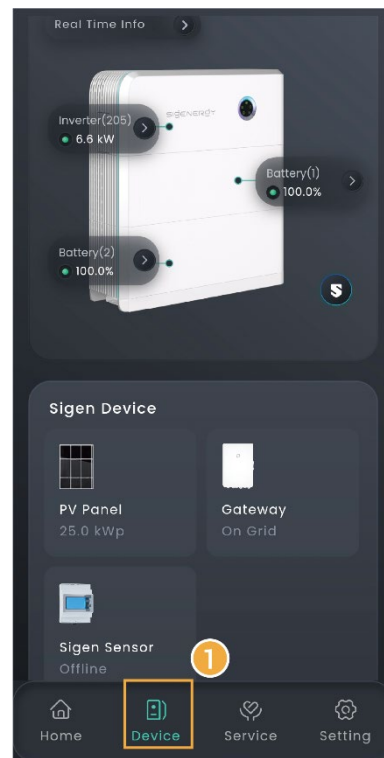 Real Time Info
SIGENERGY
Inverter(205)
6.6 kW
Battery(1)
100.0%
Battery(2)
100.0%
Sigen Device
PV Panel
25.0 kWp
Gateway
On Grid
Sigen Sensor
Offline
1
Home
Device
Service
Setting